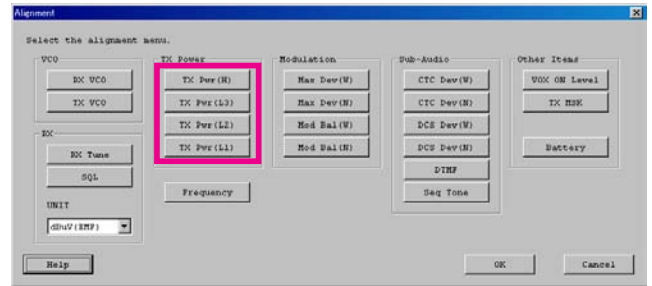 Alignment
Select the alignment menu.
VCO
RX VCO
TX VCO
RX
RX Tune
SQL
UNIT
dBuV(EMF)
TX Power
TX Pwr(H)
TX Pwr(L3)
TX Pwr(L2)
TX Pwr(L1)
Frequency
Modulation
Max Dev(W)
Max Dev(N)
Mod Bal(W)
Mod Bal(N)
Sub-Audio
CTC Dev(W)
CTC Dev(N)
DCS Dev(W)
DCS Dev(N)
DTMF
Seq Tone
Other Items
VOX ON Level
TX MSK
Battery
Help
OK
Cancel